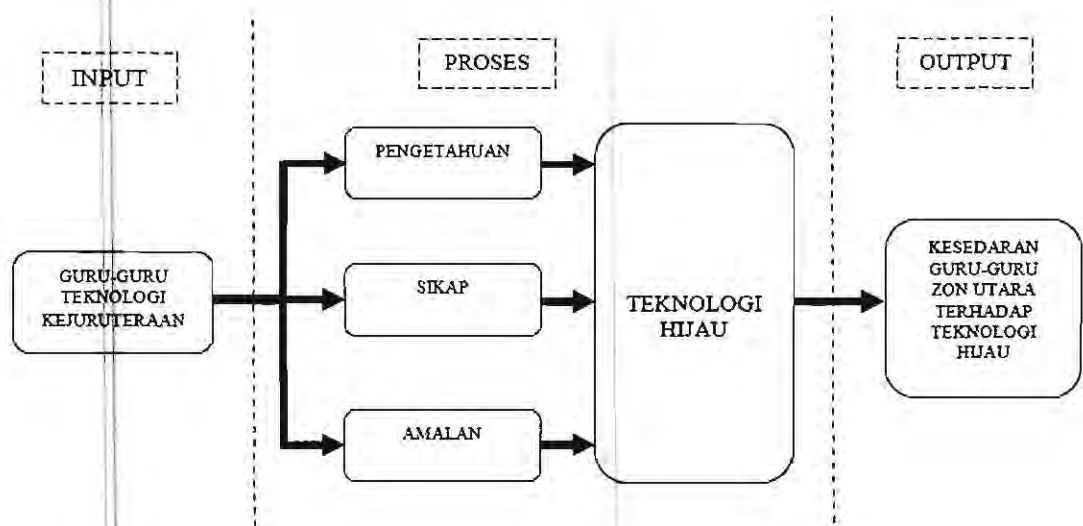 INPUT
PROSES
OUTPUT
GURU-GURU
TEKNOLOGI
KEJURUTERAAN
PENGETAHUAN
SIKAP
AMALAN
TEKNOLOGI
HIJAU
KESEDARAN
GURU-GURU
ZON UTARA
TERHADAP
TEKNOLOGI
HIJAU